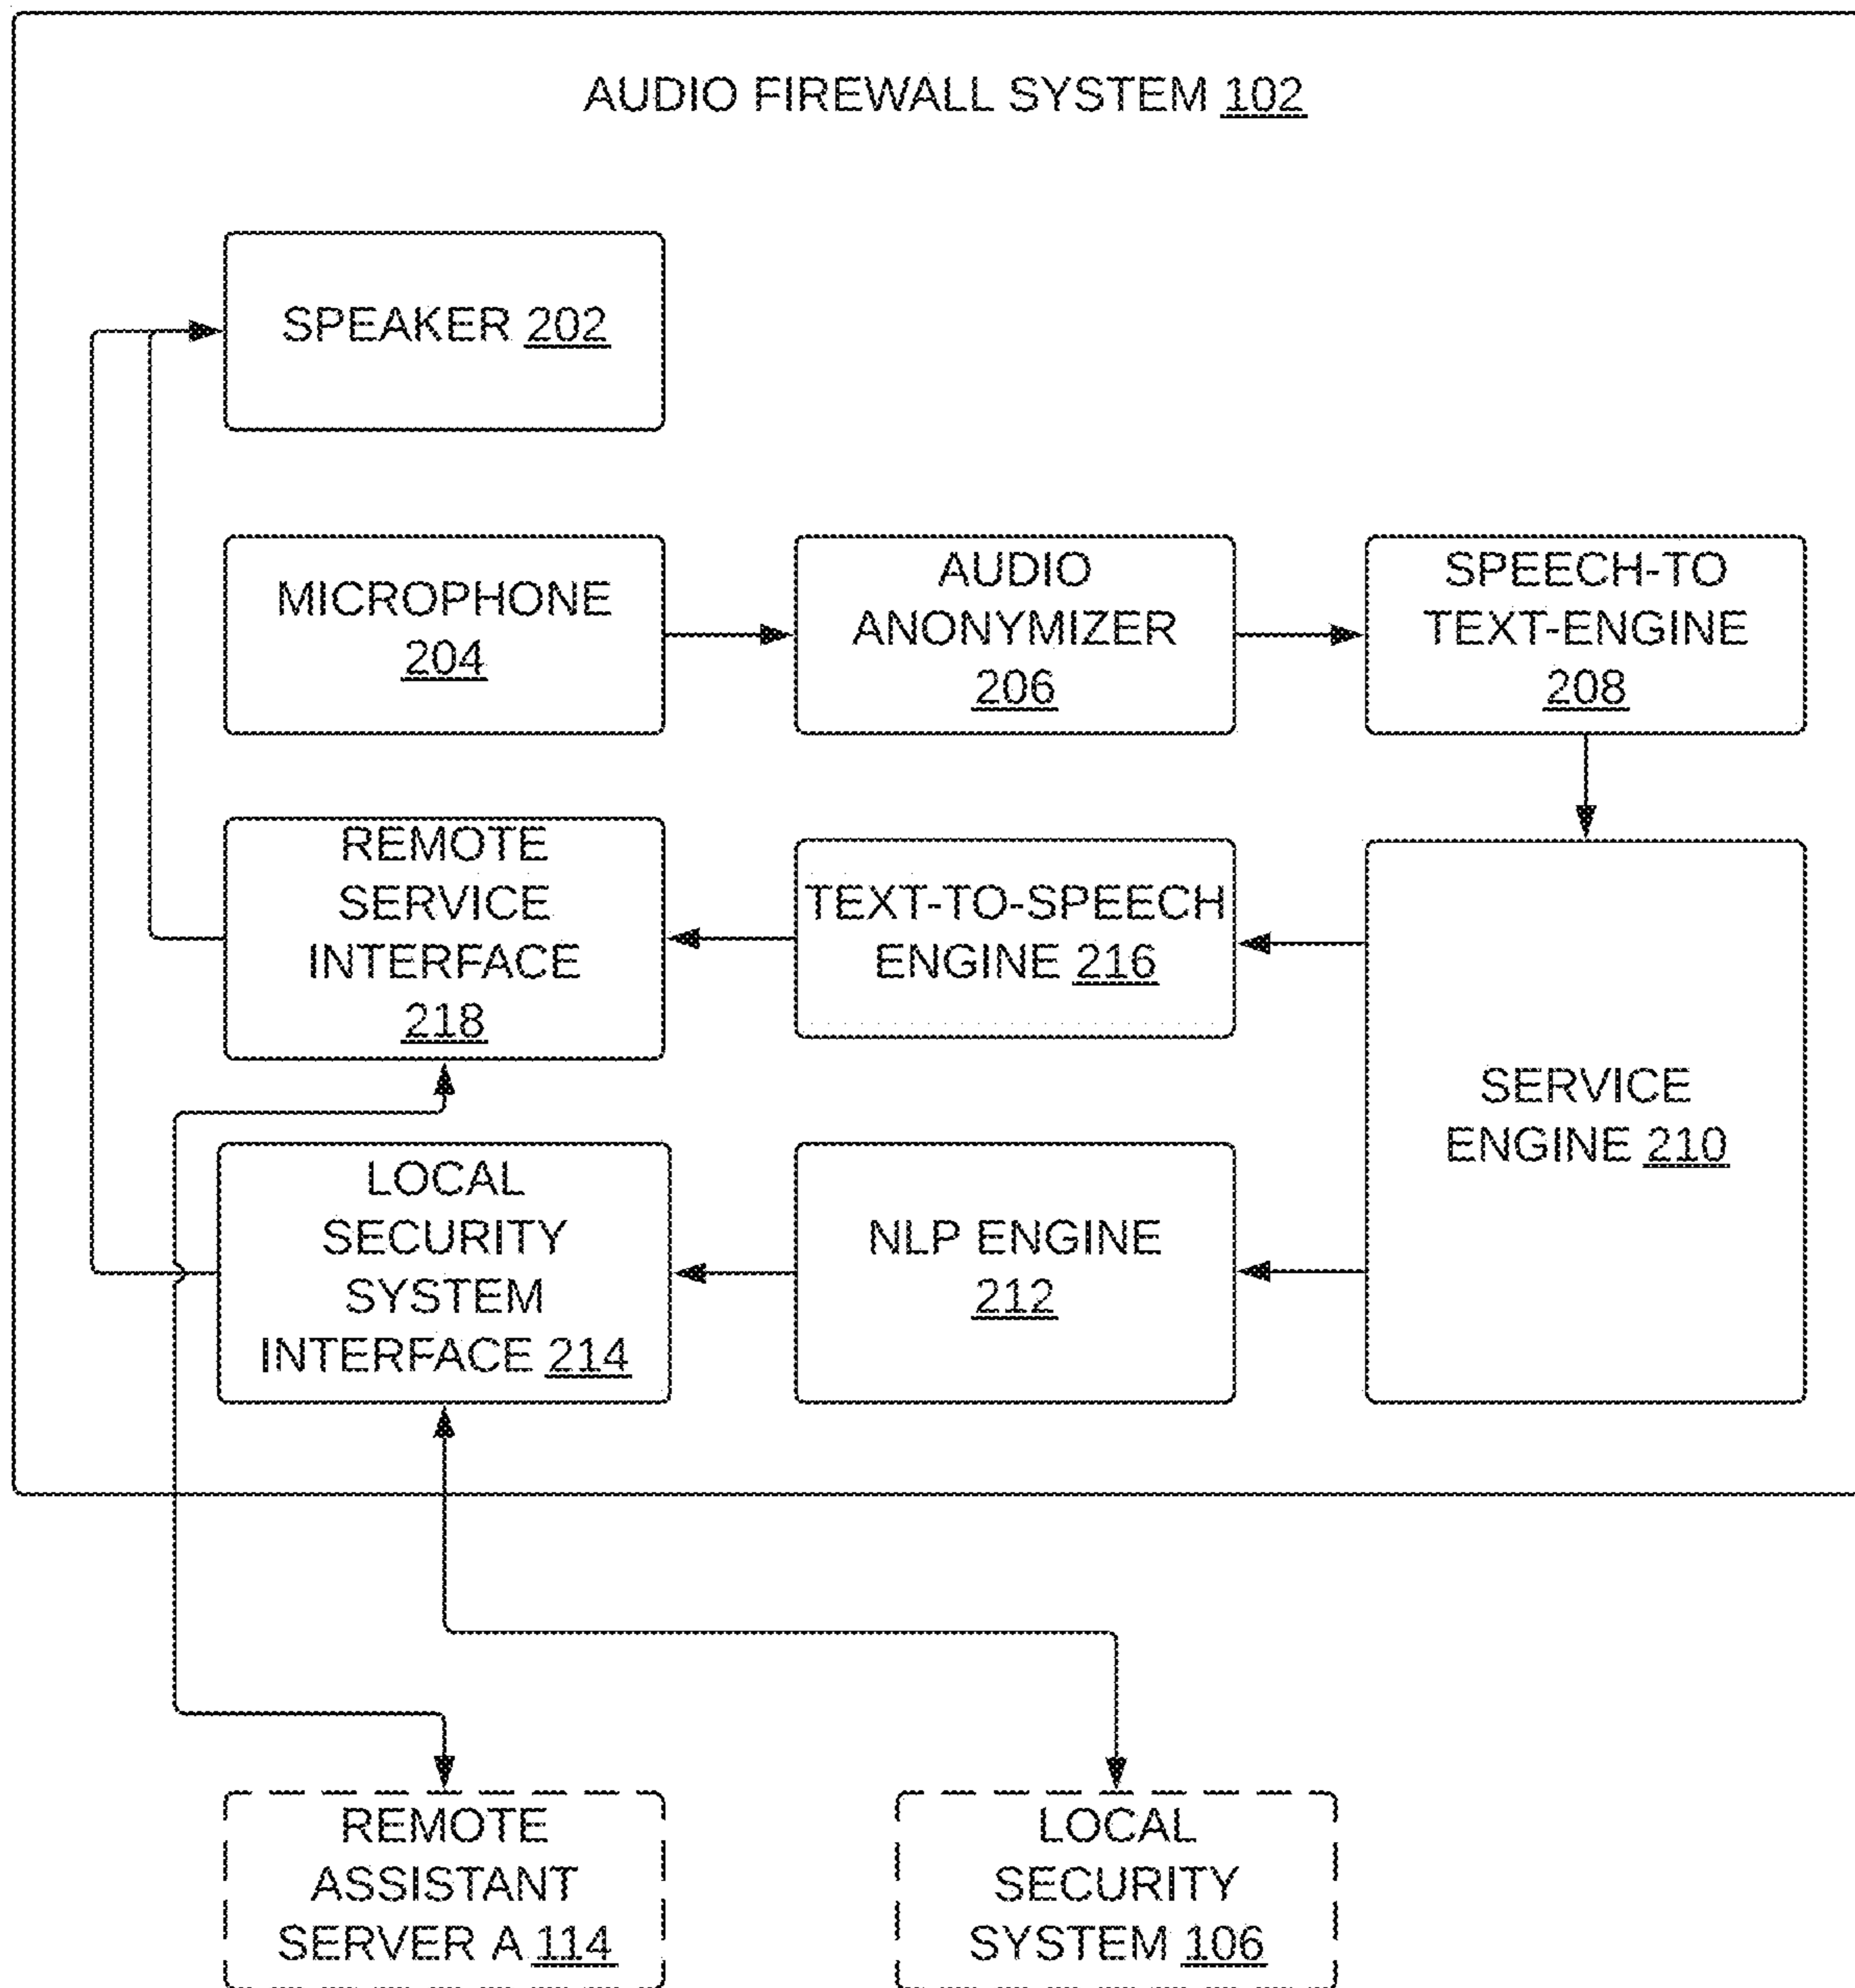 AUDIO FIREWALL SYSTEM 102
SPEAKER 202
MICROPHONE
204
AUDIO
ANONYMIZER
206
SPEECH-TO
TEXT-ENGINE
208
REMOTE
SERVICE
INTERFACE
218
TEXT-TO-SPEECH
ENGINE 216
SERVICE
ENGINE 210
LOCAL
SECURITY
SYSTEM
INTERFACE 214
NLP ENGINE
212
REMOTE
ASSISTANT
SERVER A 114
LOCAL
SECURITY
SYSTEM 106